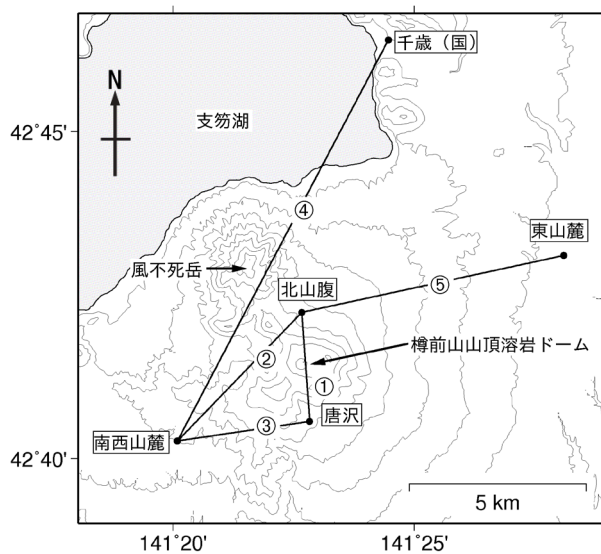 千歳（国）
N
42°45'
支笏湖
④
東山麓
風不死岳
⑤
北山腹
②
樽前山山頂溶岩ドーム
①
③
唐沢
南西山麓
42°40'
5 km
141°20'
141°25'